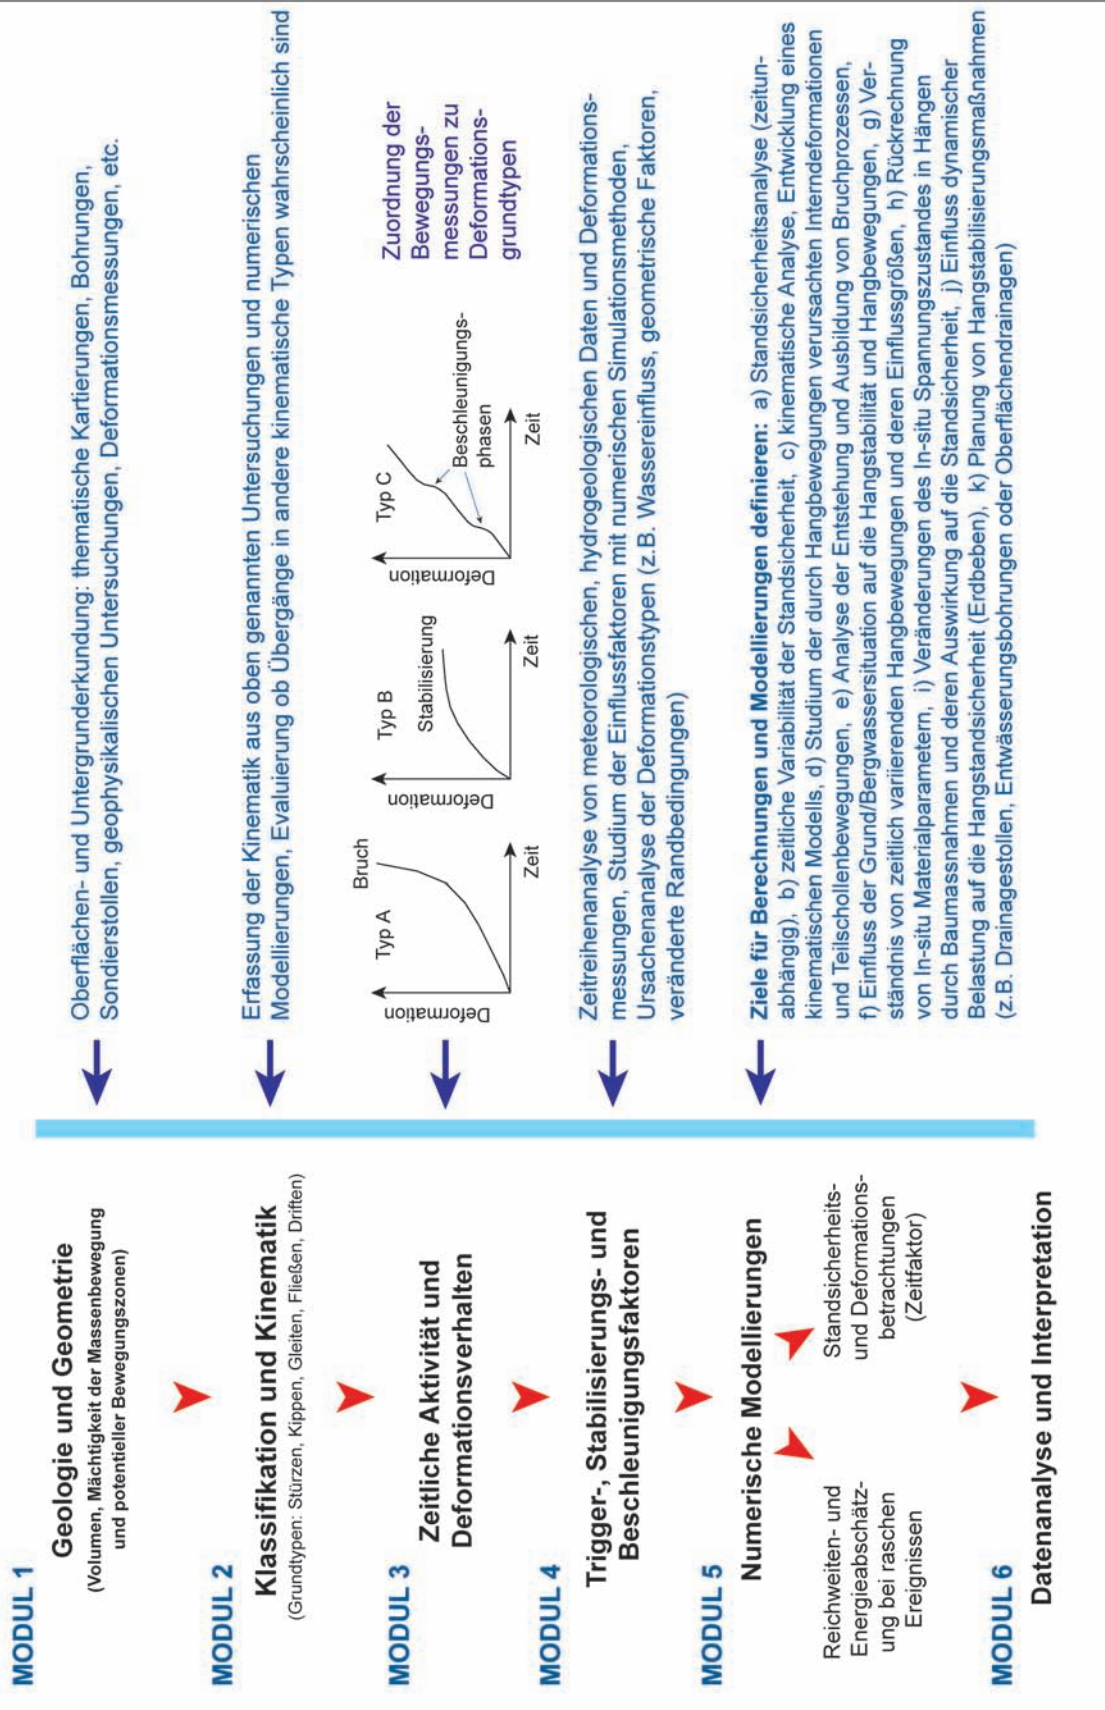 MODUL 1
Geologie und Geometrie
(Volumen, Mächtigkeit der Massenbewegung
und potentieller Bewegungszonen)
Oberflächen- und Untergrunderkundung: thematische Kartierungen, Bohrungen,
Sondierstollen, geophysikalischen Untersuchungen, Deformationsmessungen, etc.
MODUL 2
Klassifikation und Kinematik
(Grundtypen: Stürzen, Kippen, Gleiten, Fließen, Driften)
Erfassung der Kinematik aus oben genannten Untersuchungen und numerischen
Modellierungen, Evaluierung ob Übergänge in andere kinematische Typen wahrscheinlich sind
MODUL 3
Zeitliche Aktivität und
Deformationsverhalten
Deformation
Typ A
Bruch
Zeit
Deformation
Typ B
Stabilisierung
Zeit
Deformation
Typ C
Beschleunigungs-
phasen
Zeit
Zuordnung der
Bewegungs-
messungen zu
Deformations-
grundtypen
MODUL 4
Trigger-, Stabilisierungs- und
Beschleunigungsfaktoren
Zeitreihenanalyse von meteorologischen, hydrogeologischen Daten und Deformations-
messungen, Studium der Einflussfaktoren mit numerischen Simulationsmethoden,
Ursachenanalyse der Deformationstypen (z.B. Wassereinfluss, geometrische Faktoren,
veränderte Randbedingungen)
MODUL 5
Numerische Modellierungen
Reichweiten- und
Energieabschätz-
ung bei raschen
Ereignissen
Standsicherheits-
und Deformations-
betrachtungen
(Zeitfaktor)
Ziele für Berechnungen und Modellierungen definieren: a) Standsicherheitsanalyse (zeitun-
abhängig), b) zeitliche Variabilität der Standsicherheit, c) kinematische Analyse, Entwicklung eines
kinematischen Modells, d) Studium der durch Hangbewegungen verursachten Interndeformationen
und Teilschollenbewegungen, e) Analyse der Entstehung und Ausbildung von Bruchprozessen,
f) Einfluss der Grund/Bergwassersituation auf die Hangstabilität und Hangbewegungen, g) Ver-
ständnis von zeitlich variierenden Hangbewegungen und deren Einflussgrößen, h) Rückrechnung
von In-situ Materialparametern, i) Veränderungen des In-situ Spannungszustandes in Hängen
durch Baumassnahmen und deren Auswirkung auf die Standsicherheit, j) Einfluss dynamischer
Belastung auf die Hangstandsicherheit (Erdbeben), k) Planung von Hangstabilisierungsmaßnahmen
(z.B. Drainagestollen, Entwässerungsbohrungen oder Oberflächendrainagen)
MODUL 6
Datenanalyse und Interpretation